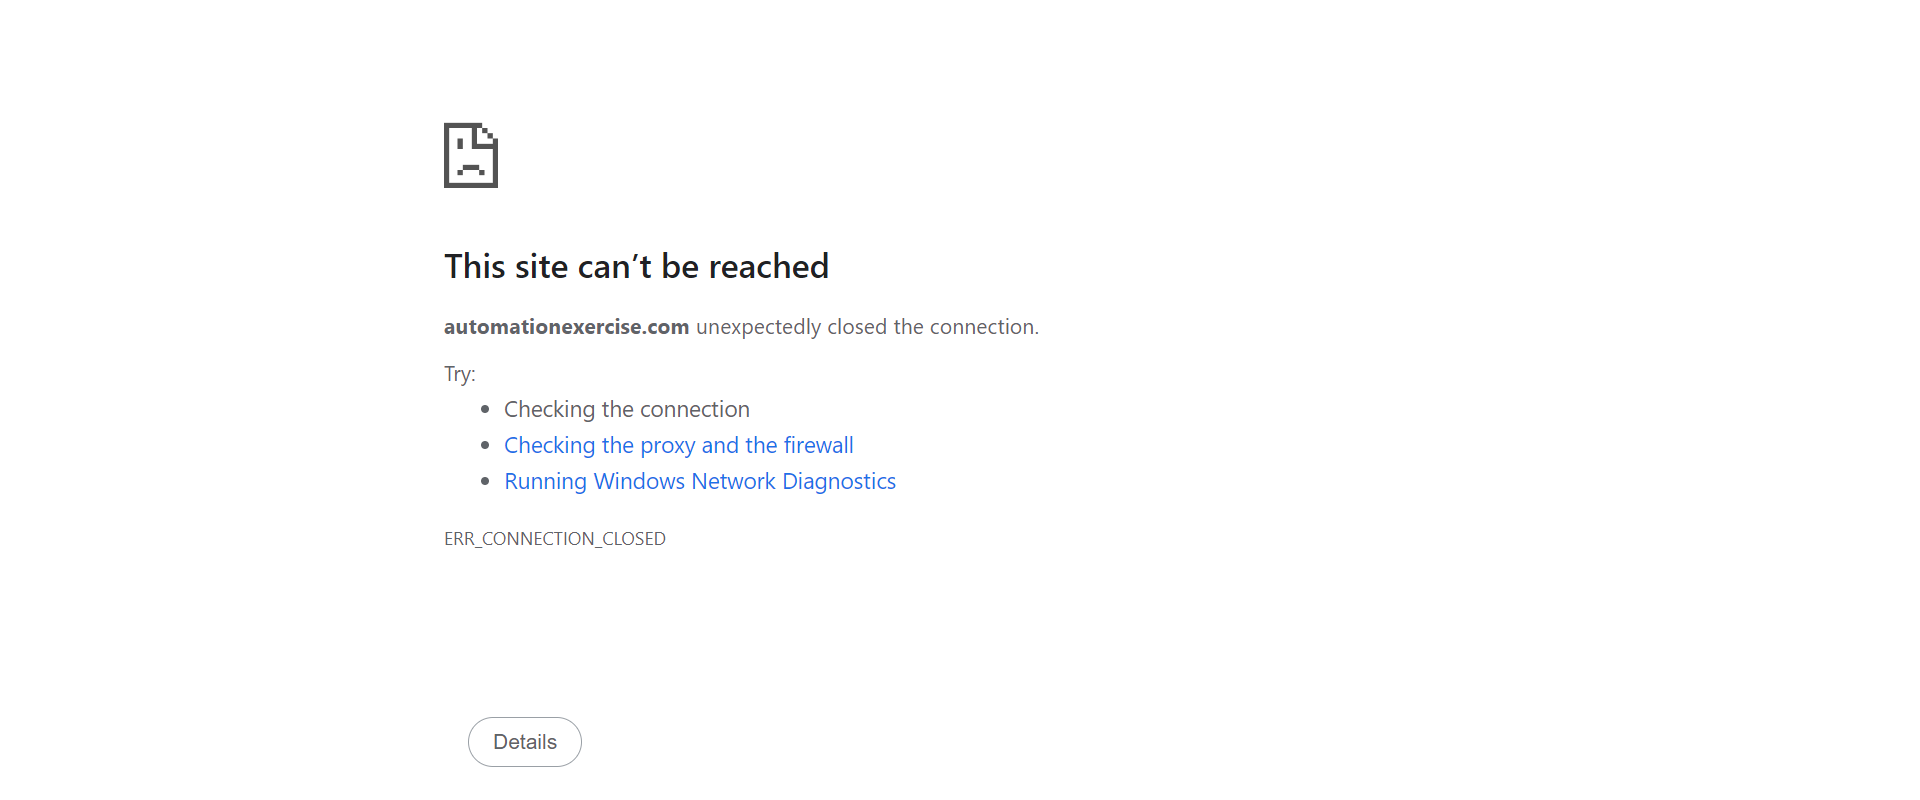 This site can’t be reached
automationexercise.com unexpectedly closed the connection.
Try:
Checking the connection
Checking the proxy and the firewall
Running Windows Network Diagnostics
ERR_CONNECTION_CLOSED
Details